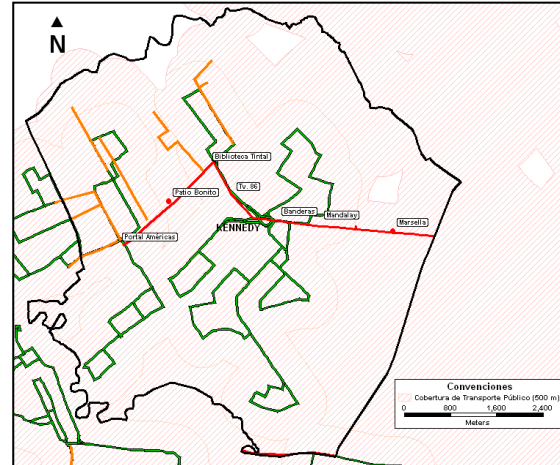 N
Biblioteca Tintal
Tv. 86
Patio Bonito
Banderas
Mandalay
Marsella
KENNEDY
Portal Américas
Convenciones
Cobertura de Transporte Público (500 m)
0 800 1,600 2,400
Meters